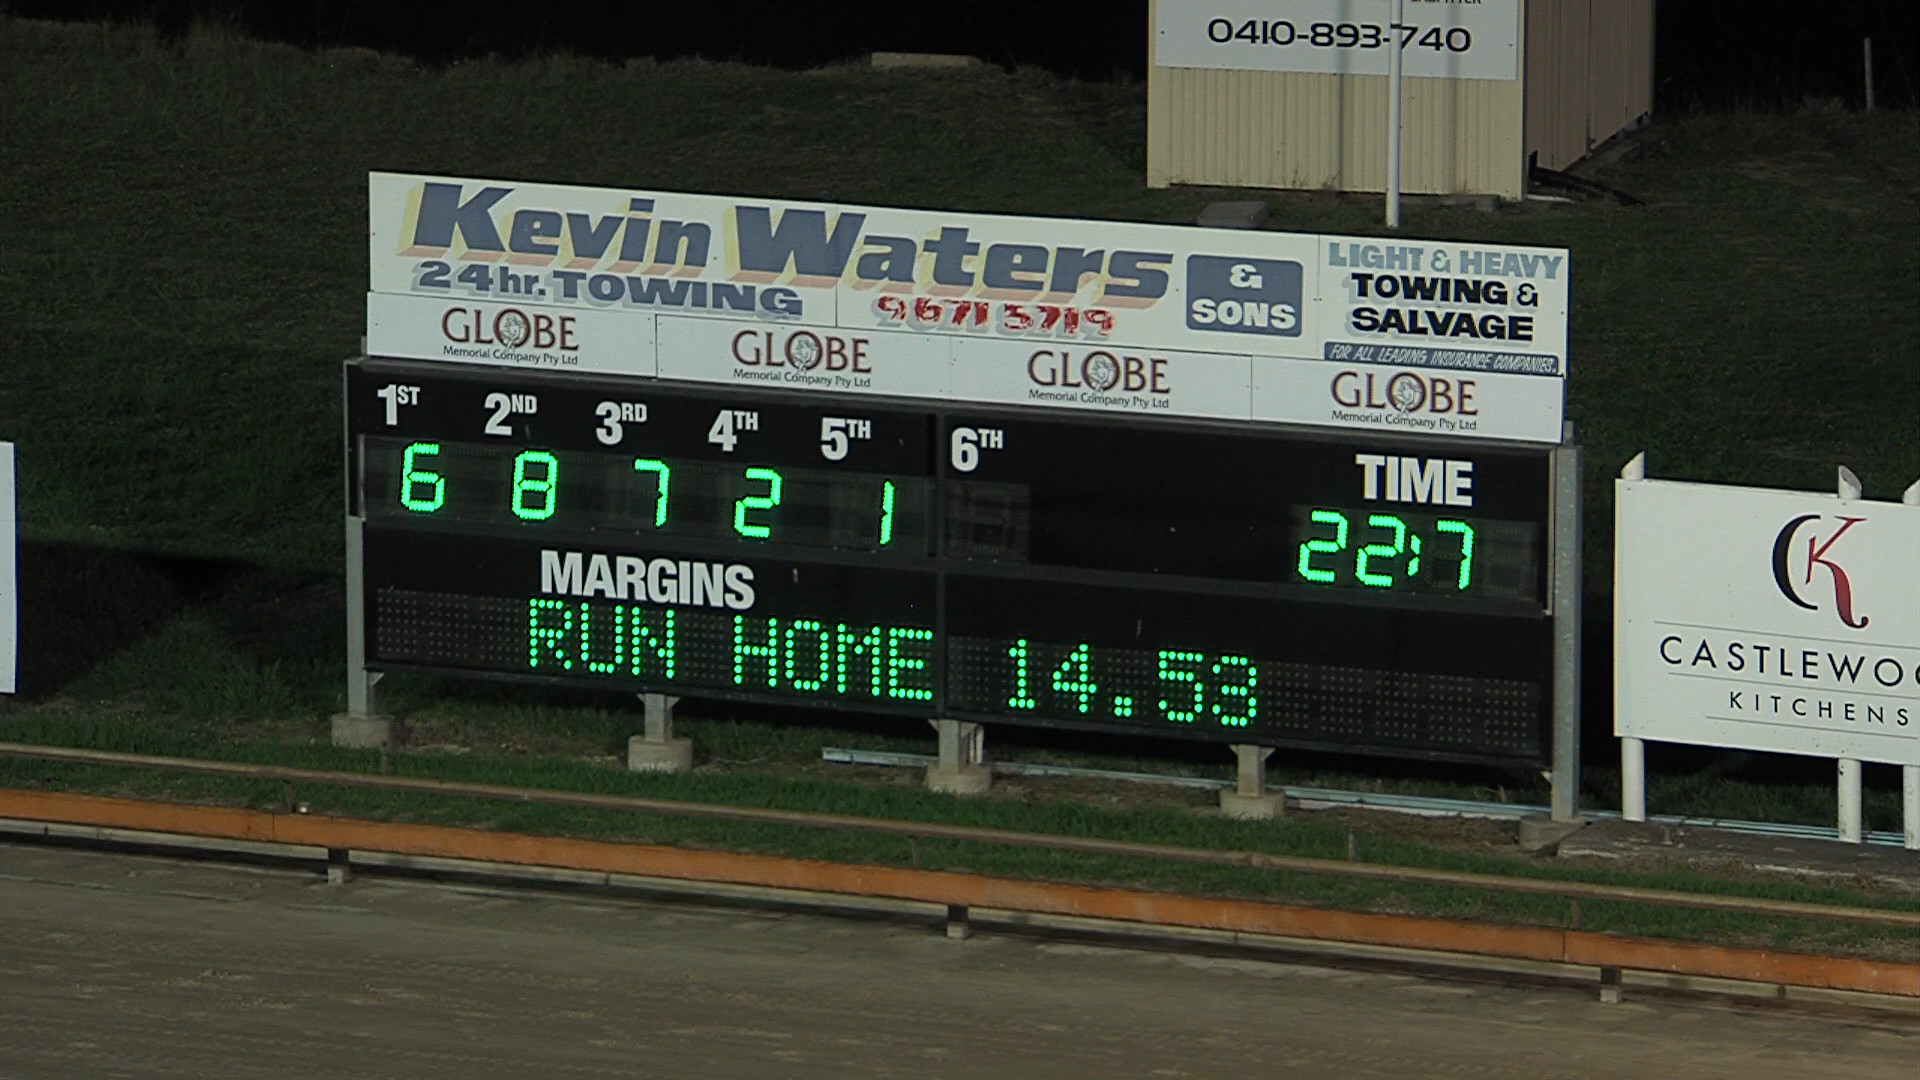 0410-893-740
Kevin Waters & SONS
24hr. TOWING 9671 5719
LIGHT & HEAVY
TOWING &
SALVAGE
FOR ALL LEADING INSURANCE COMPANIES.
GLOBE GLOBE GLOBE GLOBE
Memorial Company Pty Ltd Memorial Company Pty Ltd Memorial Company Pty Ltd Memorial Company Pty Ltd
1ST 2ND 3RD 4TH 5TH 6TH TIME
6 8 7 2 1 22:7
MARGINS
RUN HOME 14.53
CK
CASTLEWOO
KITCHENS